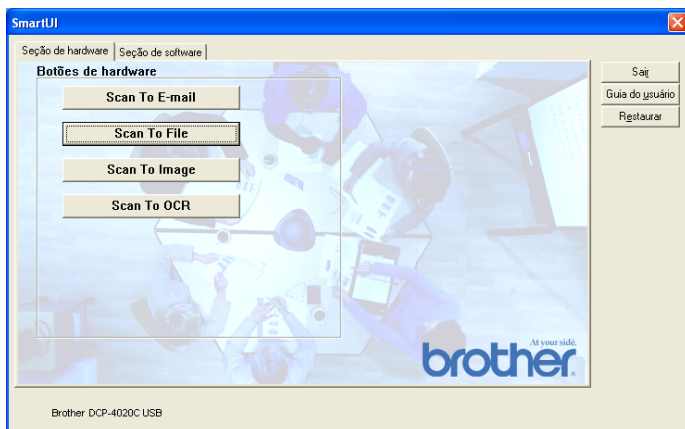 SmartUI
Seção de hardware
Seção de software
Botões de hardware
Scan To E-mail
Scan To File
Scan To Image
Scan To OCR
Sair
Guia do usuário
Restaurar
At your side.
brother
Brother DCP-4020C USB